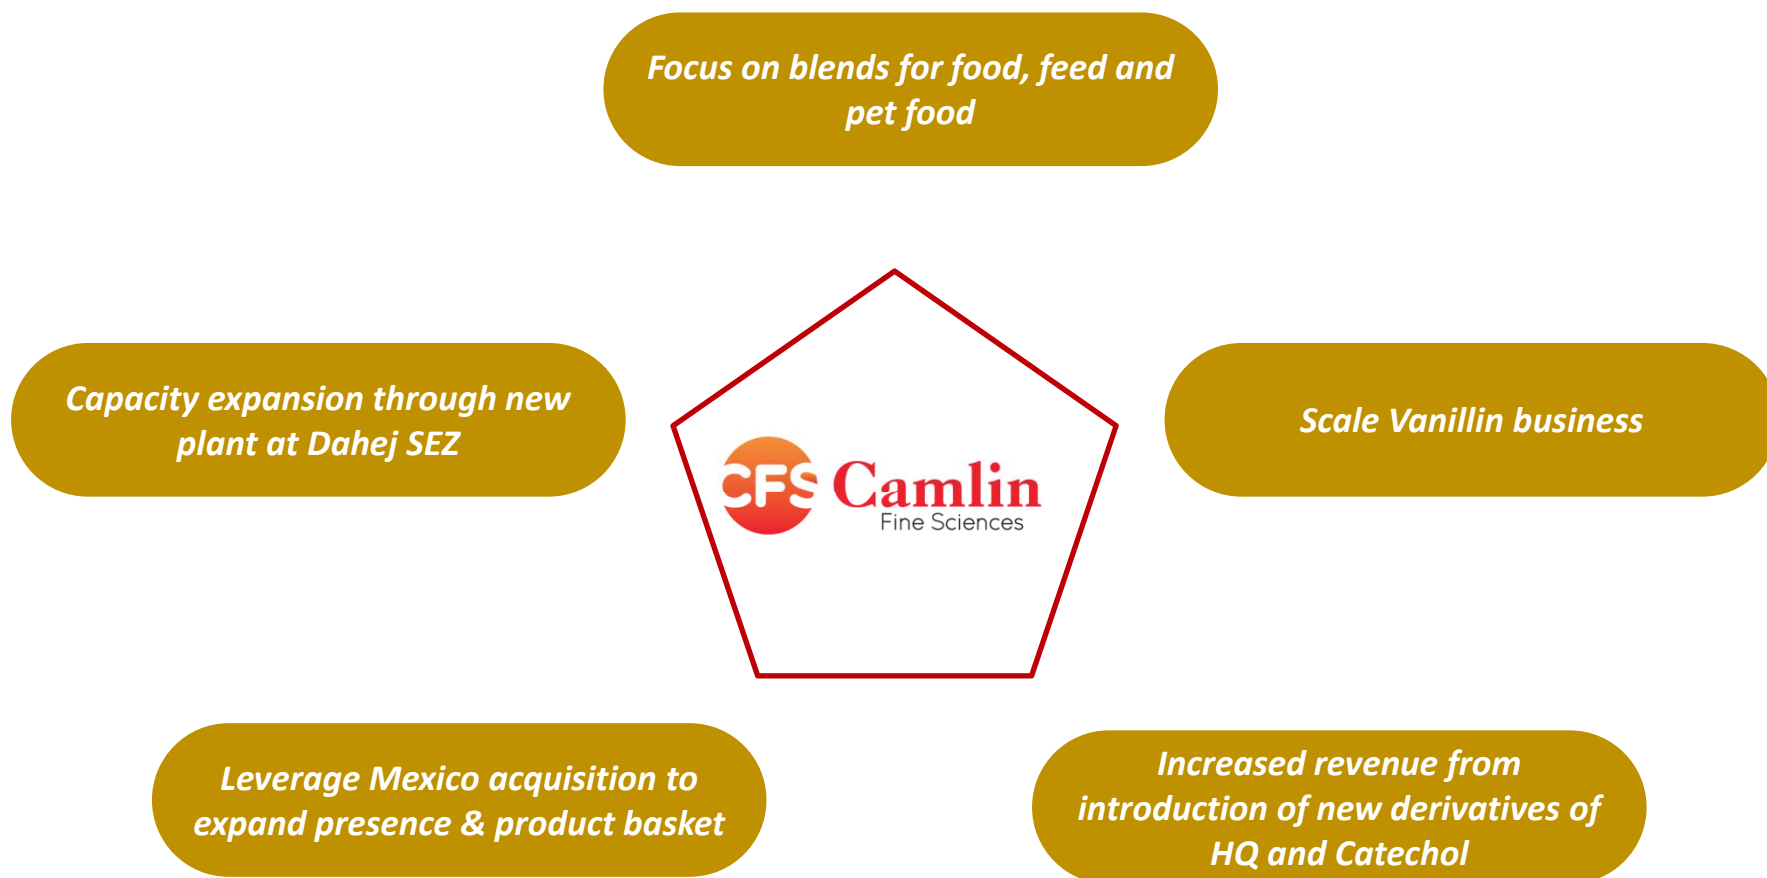 Focus on blends for food, feed and
pet food
Capacity expansion through new
plant at Dahej SEZ
Scale Vanillin business
CFS Camlin
Fine Sciences
Leverage Mexico acquisition to
expand presence & product basket
Increased revenue from
introduction of new derivatives of
HQ and Catechol